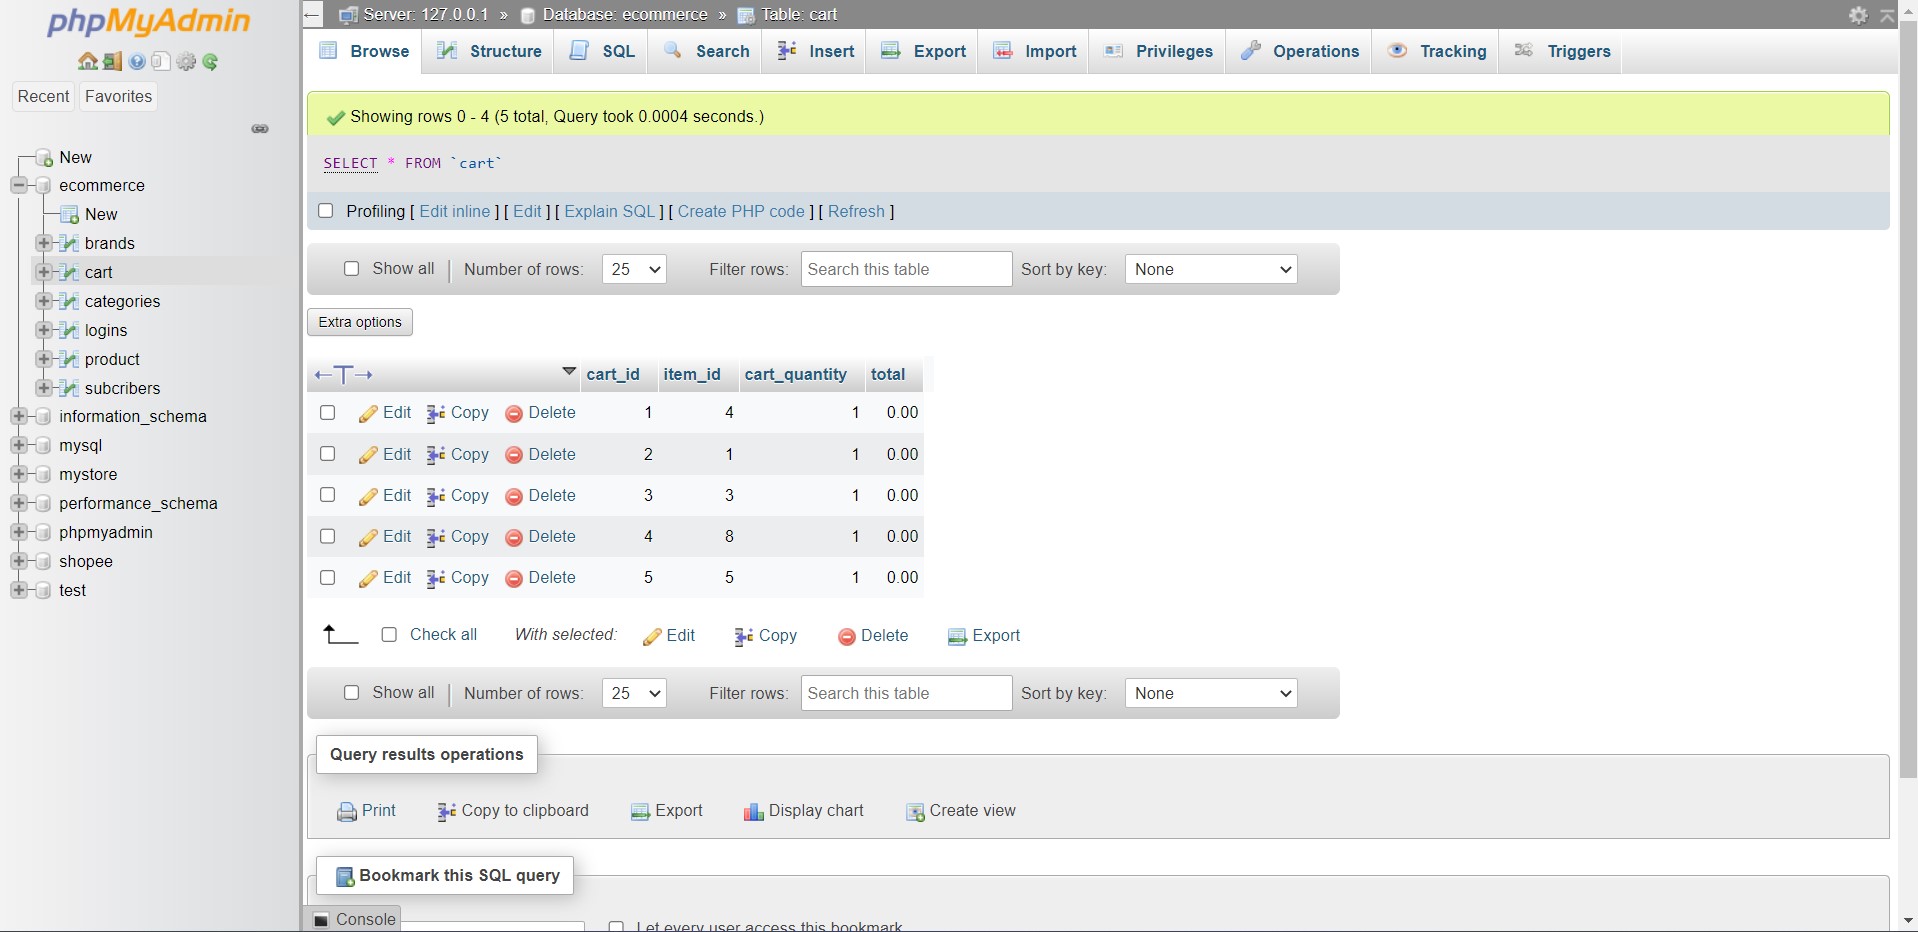 phpMyAdmin
Recent Favorites
New
ecommerce
New
brands
cart
categories
logins
product
subcribers
information_schema
mysql
mystore
performance_schema
phpmyadmin
shopee
test
Server: 127.0.0.1 » Database: ecommerce » Table: cart
Browse Structure SQL Search Insert Export Import Privileges Operations Tracking Triggers
Showing rows 0 - 4 (5 total, Query took 0.0004 seconds.)
SELECT * FROM `cart`
Profiling [ Edit inline ] [ Edit ] [ Explain SQL ] [ Create PHP code ] [ Refresh ]
Show all | Number of rows: 25 Filter rows: Search this table Sort by key: None
Extra options
←T→ cart_id item_id cart_quantity total
Edit Copy Delete 1 4 1 0.00
Edit Copy Delete 2 1 1 0.00
Edit Copy Delete 3 3 1 0.00
Edit Copy Delete 4 8 1 0.00
Edit Copy Delete 5 5 1 0.00
Check all With selected: Edit Copy Delete Export
Show all | Number of rows: 25 Filter rows: Search this table Sort by key: None
Query results operations
Print Copy to clipboard Export Display chart Create view
Bookmark this SQL query
Console
Let every user access this bookmark